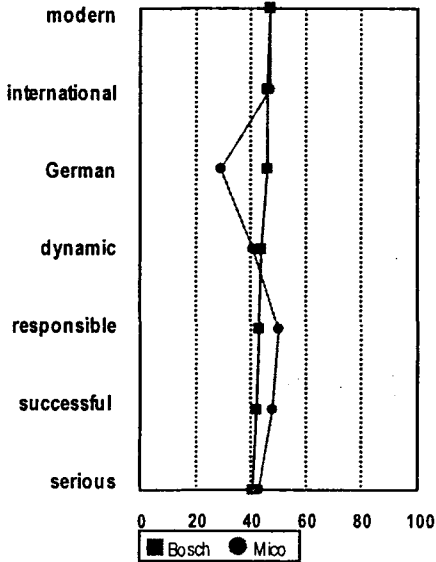 modern
international
German
dynamic
responsible
successful
serious
0 20 40 60 80 100
Bosch Mico